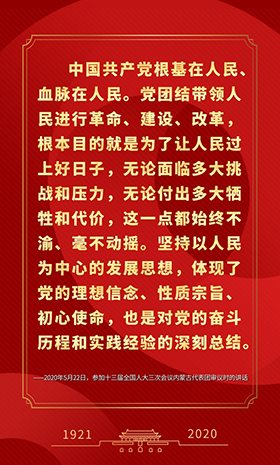 中国共产党根基在人民、
血脉在人民。党团结带领人
民进行革命、建设、改革，
根本目的就是为了让人民过
上好日子，无论面临多大挑
战和压力，无论付出多大牺
牲和代价，这一点都始终不
渝、毫不动摇。坚持以人民
为中心的发展思想，体现了
党的理想信念、性质宗旨、
初心使命，也是对党的奋斗
历程和实践经验的深刻总结。
——2020年5月22日，参加十三届全国人大三次会议内蒙古代表团审议时的讲话
1921 2020